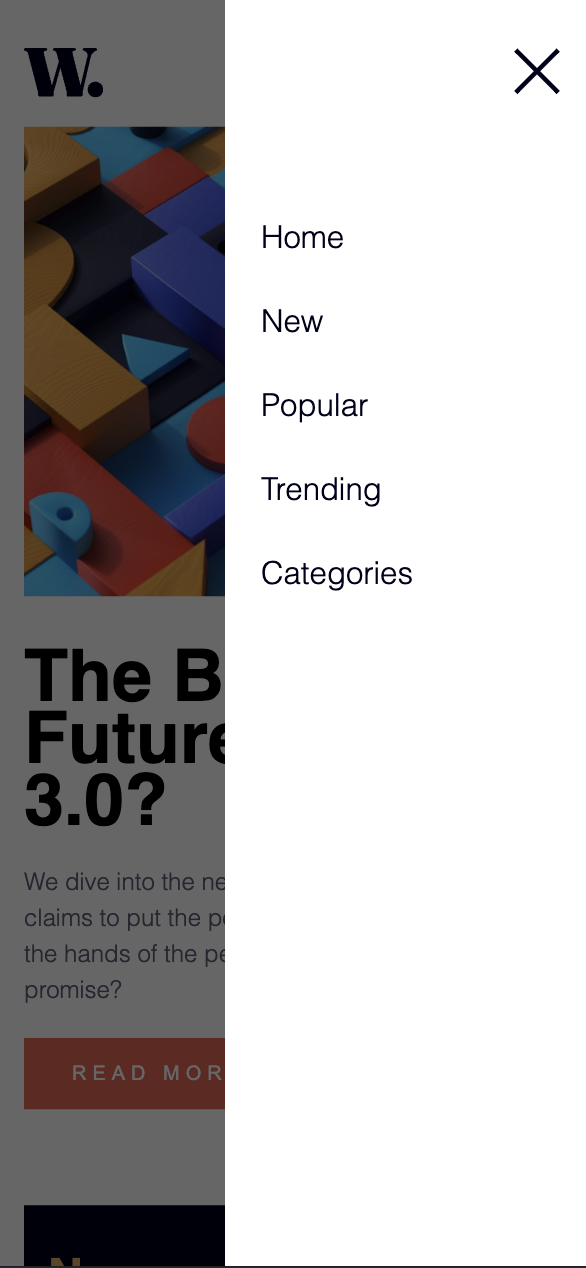 W.
Home
New
Popular
Trending
Categories
The B
Future
3.0?
We dive into the ne
claims to put the p
the hands of the pe
promise?
READ MOR